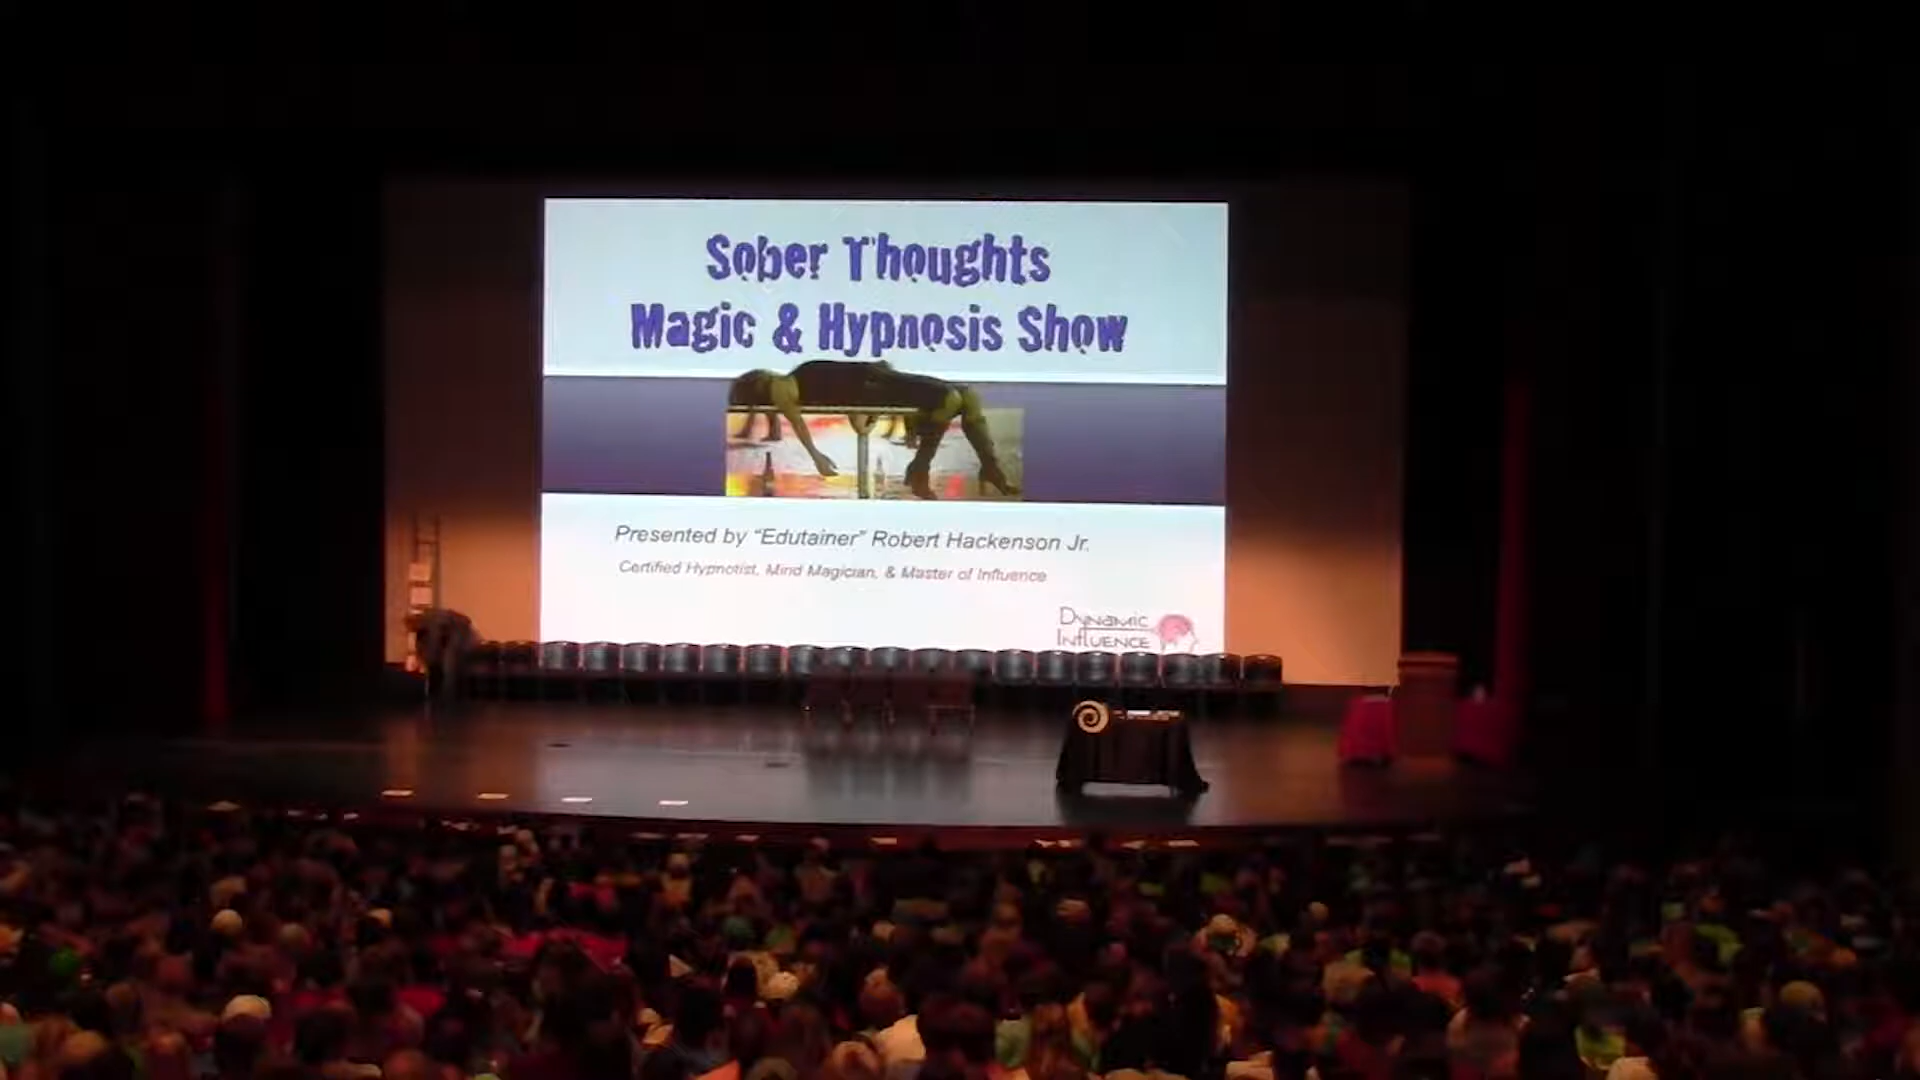 Sober Thoughts
Magic & Hypnosis Show
Presented by “Edutainer” Robert Hackenson Jr.
Certified Hypnotist, Mind Magician, & Master of Influence
Dynamic
Influence